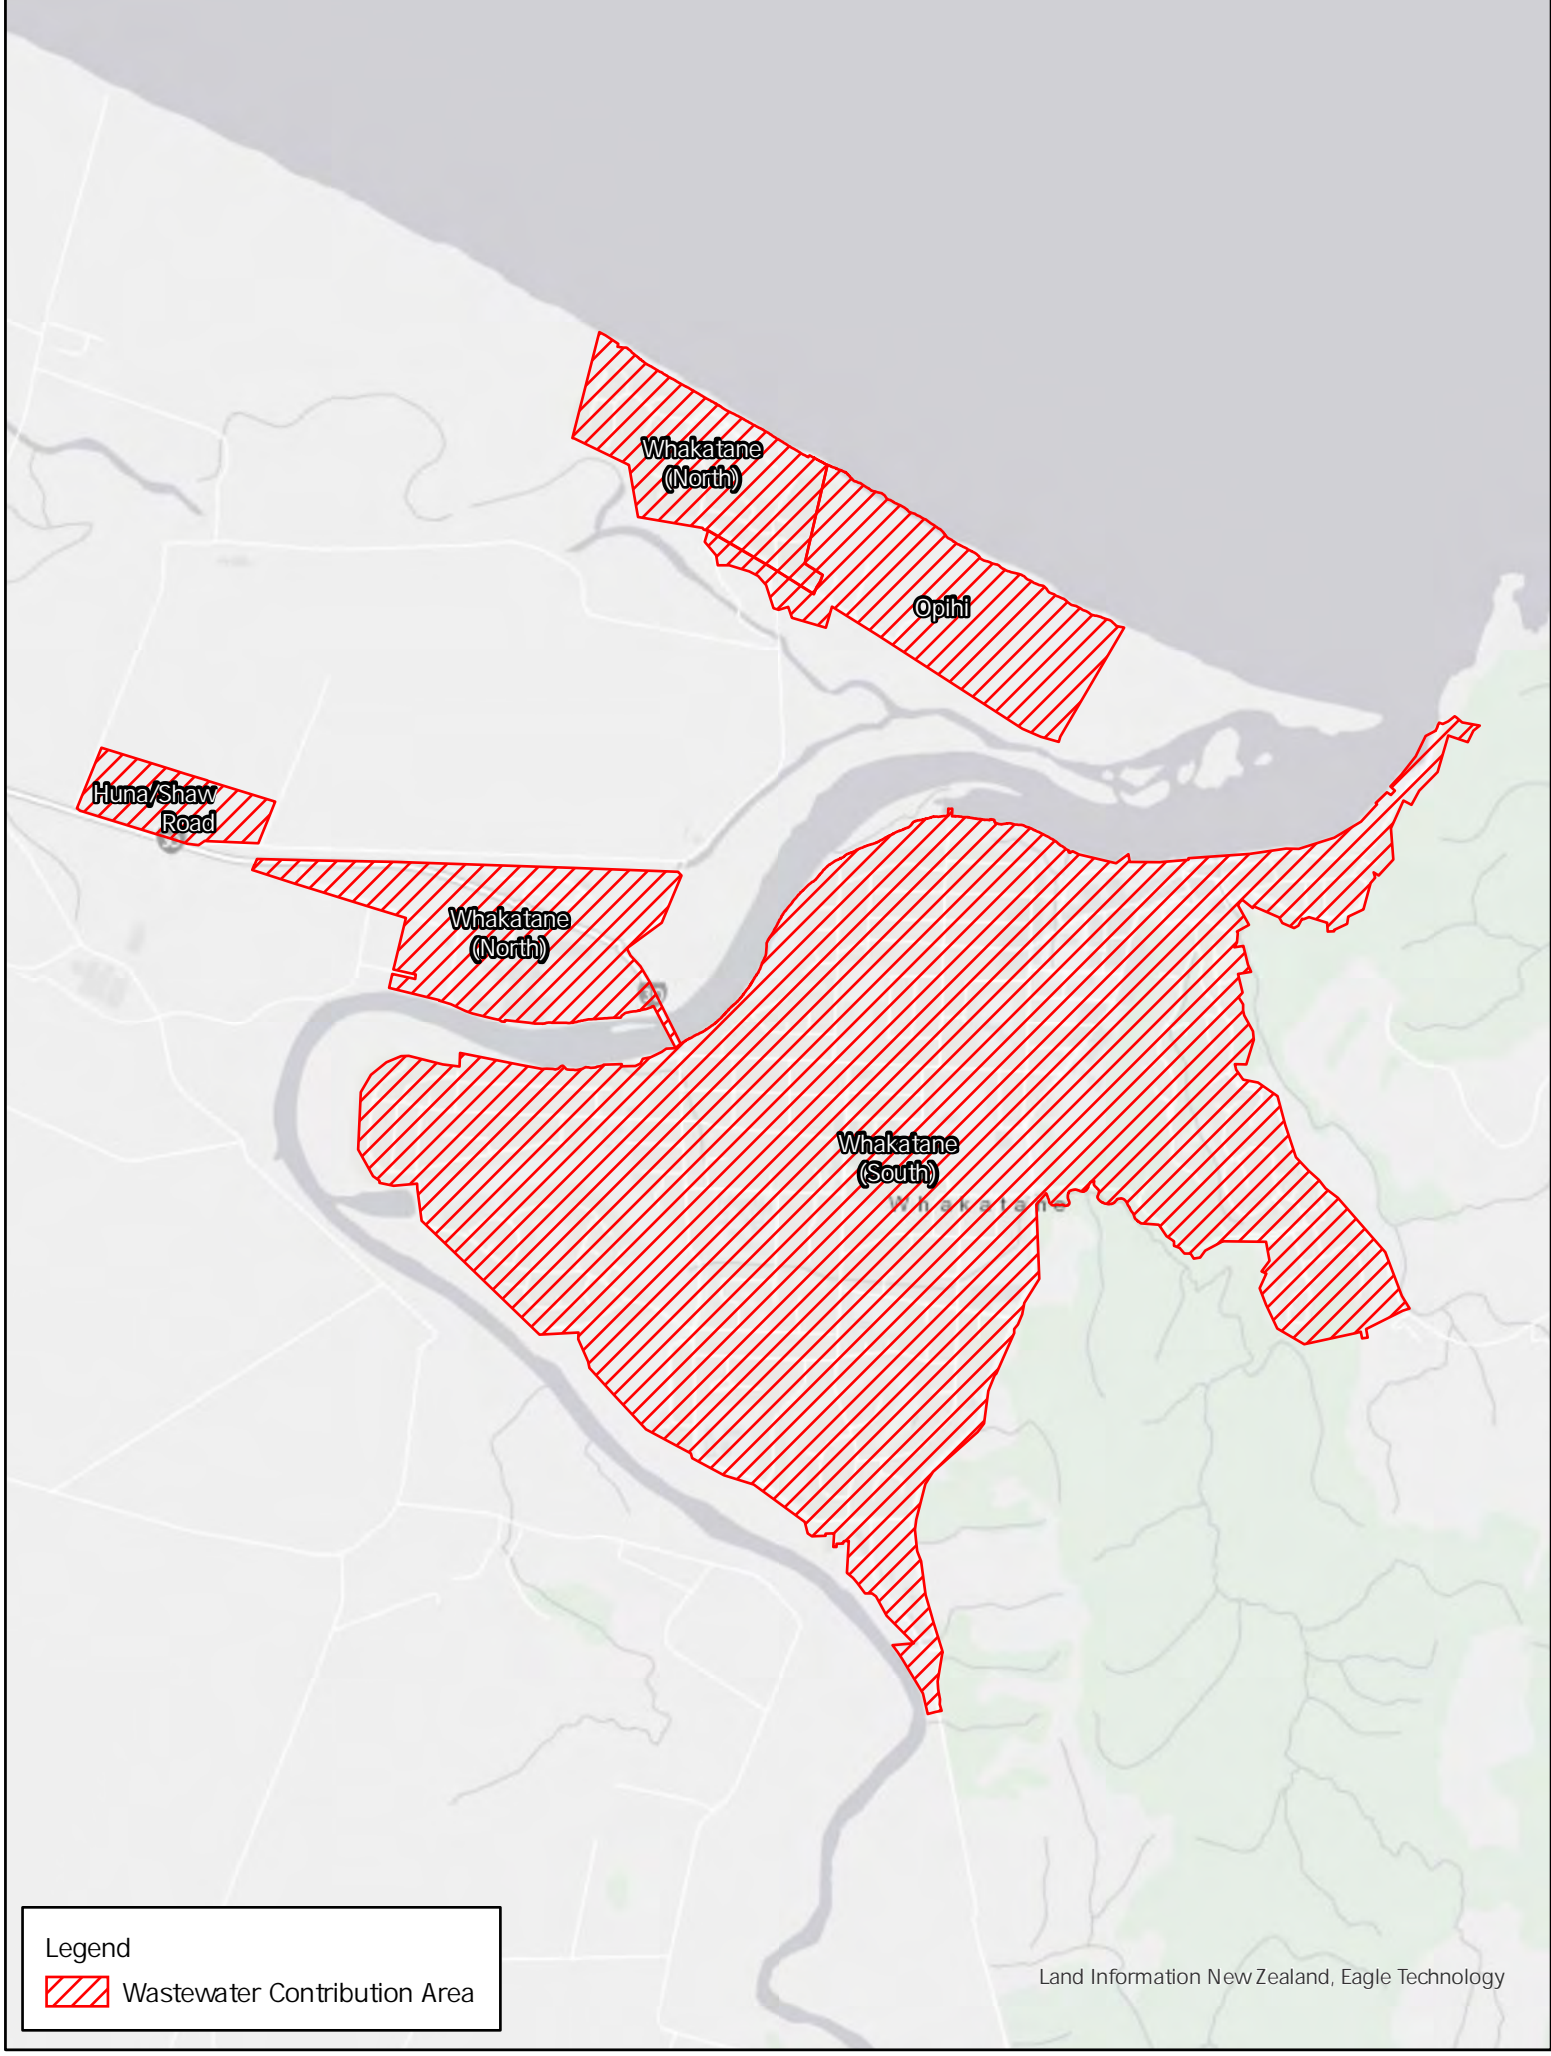 Whakatane
(North)
Opihi
Huna/Shaw
Road
Whakatane
(North)
Whakatane
(South)
Whakatane
Legend
Wastewater Contribution Area
Land Information New Zealand, Eagle Technology